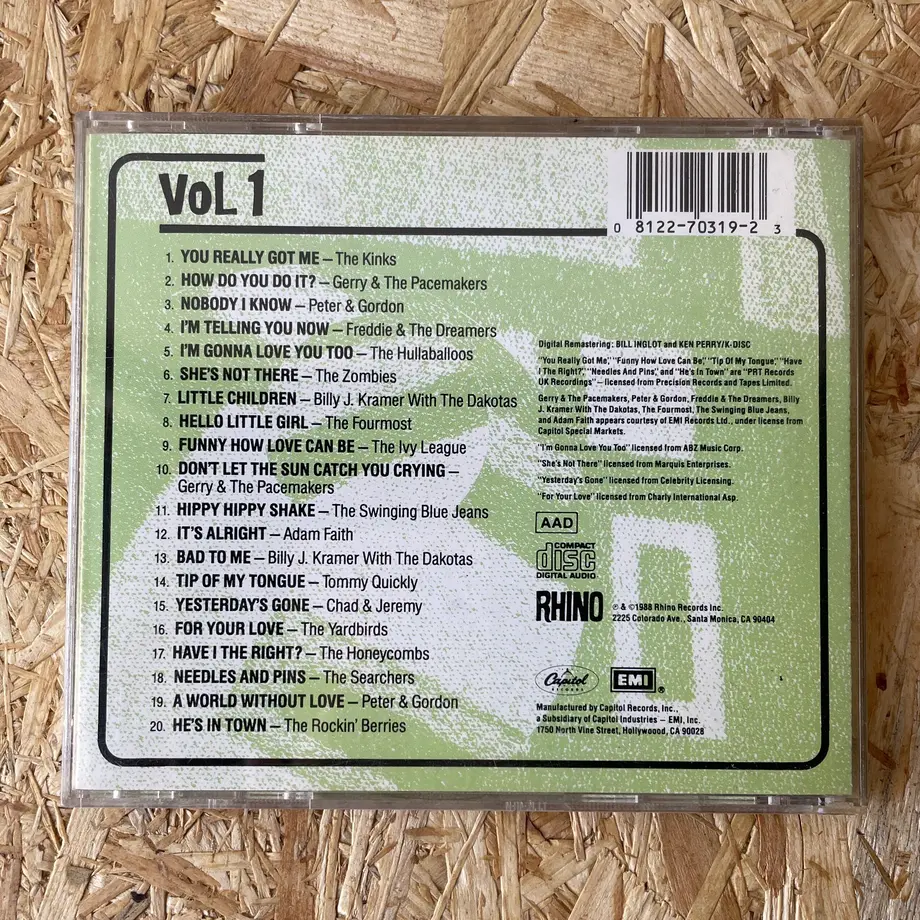 VOL 1
0 8122-70319-2 3
1. YOU REALLY GOT ME – The Kinks
2. HOW DO YOU DO IT? – Gerry & The Pacemakers
3. NOBODY I KNOW – Peter & Gordon
4. I'M TELLING YOU NOW – Freddie & The Dreamers
5. I'M GONNA LOVE YOU TOO – The Hullaballoos
6. SHE'S NOT THERE – The Zombies
7. LITTLE CHILDREN – Billy J. Kramer With The Dakotas
8. HELLO LITTLE GIRL – The Fourmost
9. FUNNY HOW LOVE CAN BE – The Ivy League
10. DON'T LET THE SUN CATCH YOU CRYING –
Gerry & The Pacemakers
11. HIPPY HIPPY SHAKE – The Swinging Blue Jeans
12. IT'S ALRIGHT – Adam Faith
13. BAD TO ME – Billy J. Kramer With The Dakotas
14. TIP OF MY TONGUE – Tommy Quickly
15. YESTERDAY'S GONE – Chad & Jeremy
16. FOR YOUR LOVE – The Yardbirds
17. HAVE I THE RIGHT? – The Honeycombs
18. NEEDLES AND PINS – The Searchers
19. A WORLD WITHOUT LOVE – Peter & Gordon
20. HE'S IN TOWN – The Rockin' Berries
Digital Remastering: BILL INGLOT and KEN PERRY/K-DISC
"You Really Got Me," "Funny How Love Can Be," "Tip Of My Tongue," "Have
I The Right?," "Needles And Pins," and "He's In Town" are "PRT Records
UK Recordings" – licensed from Precision Records and Tapes Limited.
Gerry & The Pacemakers, Peter & Gordon, Freddie & The Dreamers, Billy
J. Kramer With The Dakotas, The Fourmost, The Swinging Blue Jeans,
and Adam Faith appears courtesy of EMI Records Ltd., under license from
Capitol Special Markets.
"I'm Gonna Love You Too" licensed from ABZ Music Corp.
"She's Not There" licensed from Marquis Enterprises.
"Yesterday's Gone" licensed from Celebrity Licensing.
"For Your Love" licensed from Charly International Asp.
AAD
COMPACT
disc
DIGITAL AUDIO
RHINO
℗ & ©1988 Rhino Records Inc.
2225 Colorado Ave., Santa Monica, CA 90404
Capitol
RECORDS
EMI®
Manufactured by Capitol Records, Inc.,
a Subsidiary of Capitol Industries – EMI, Inc.
1750 North Vine Street, Hollywoood, CA 90028